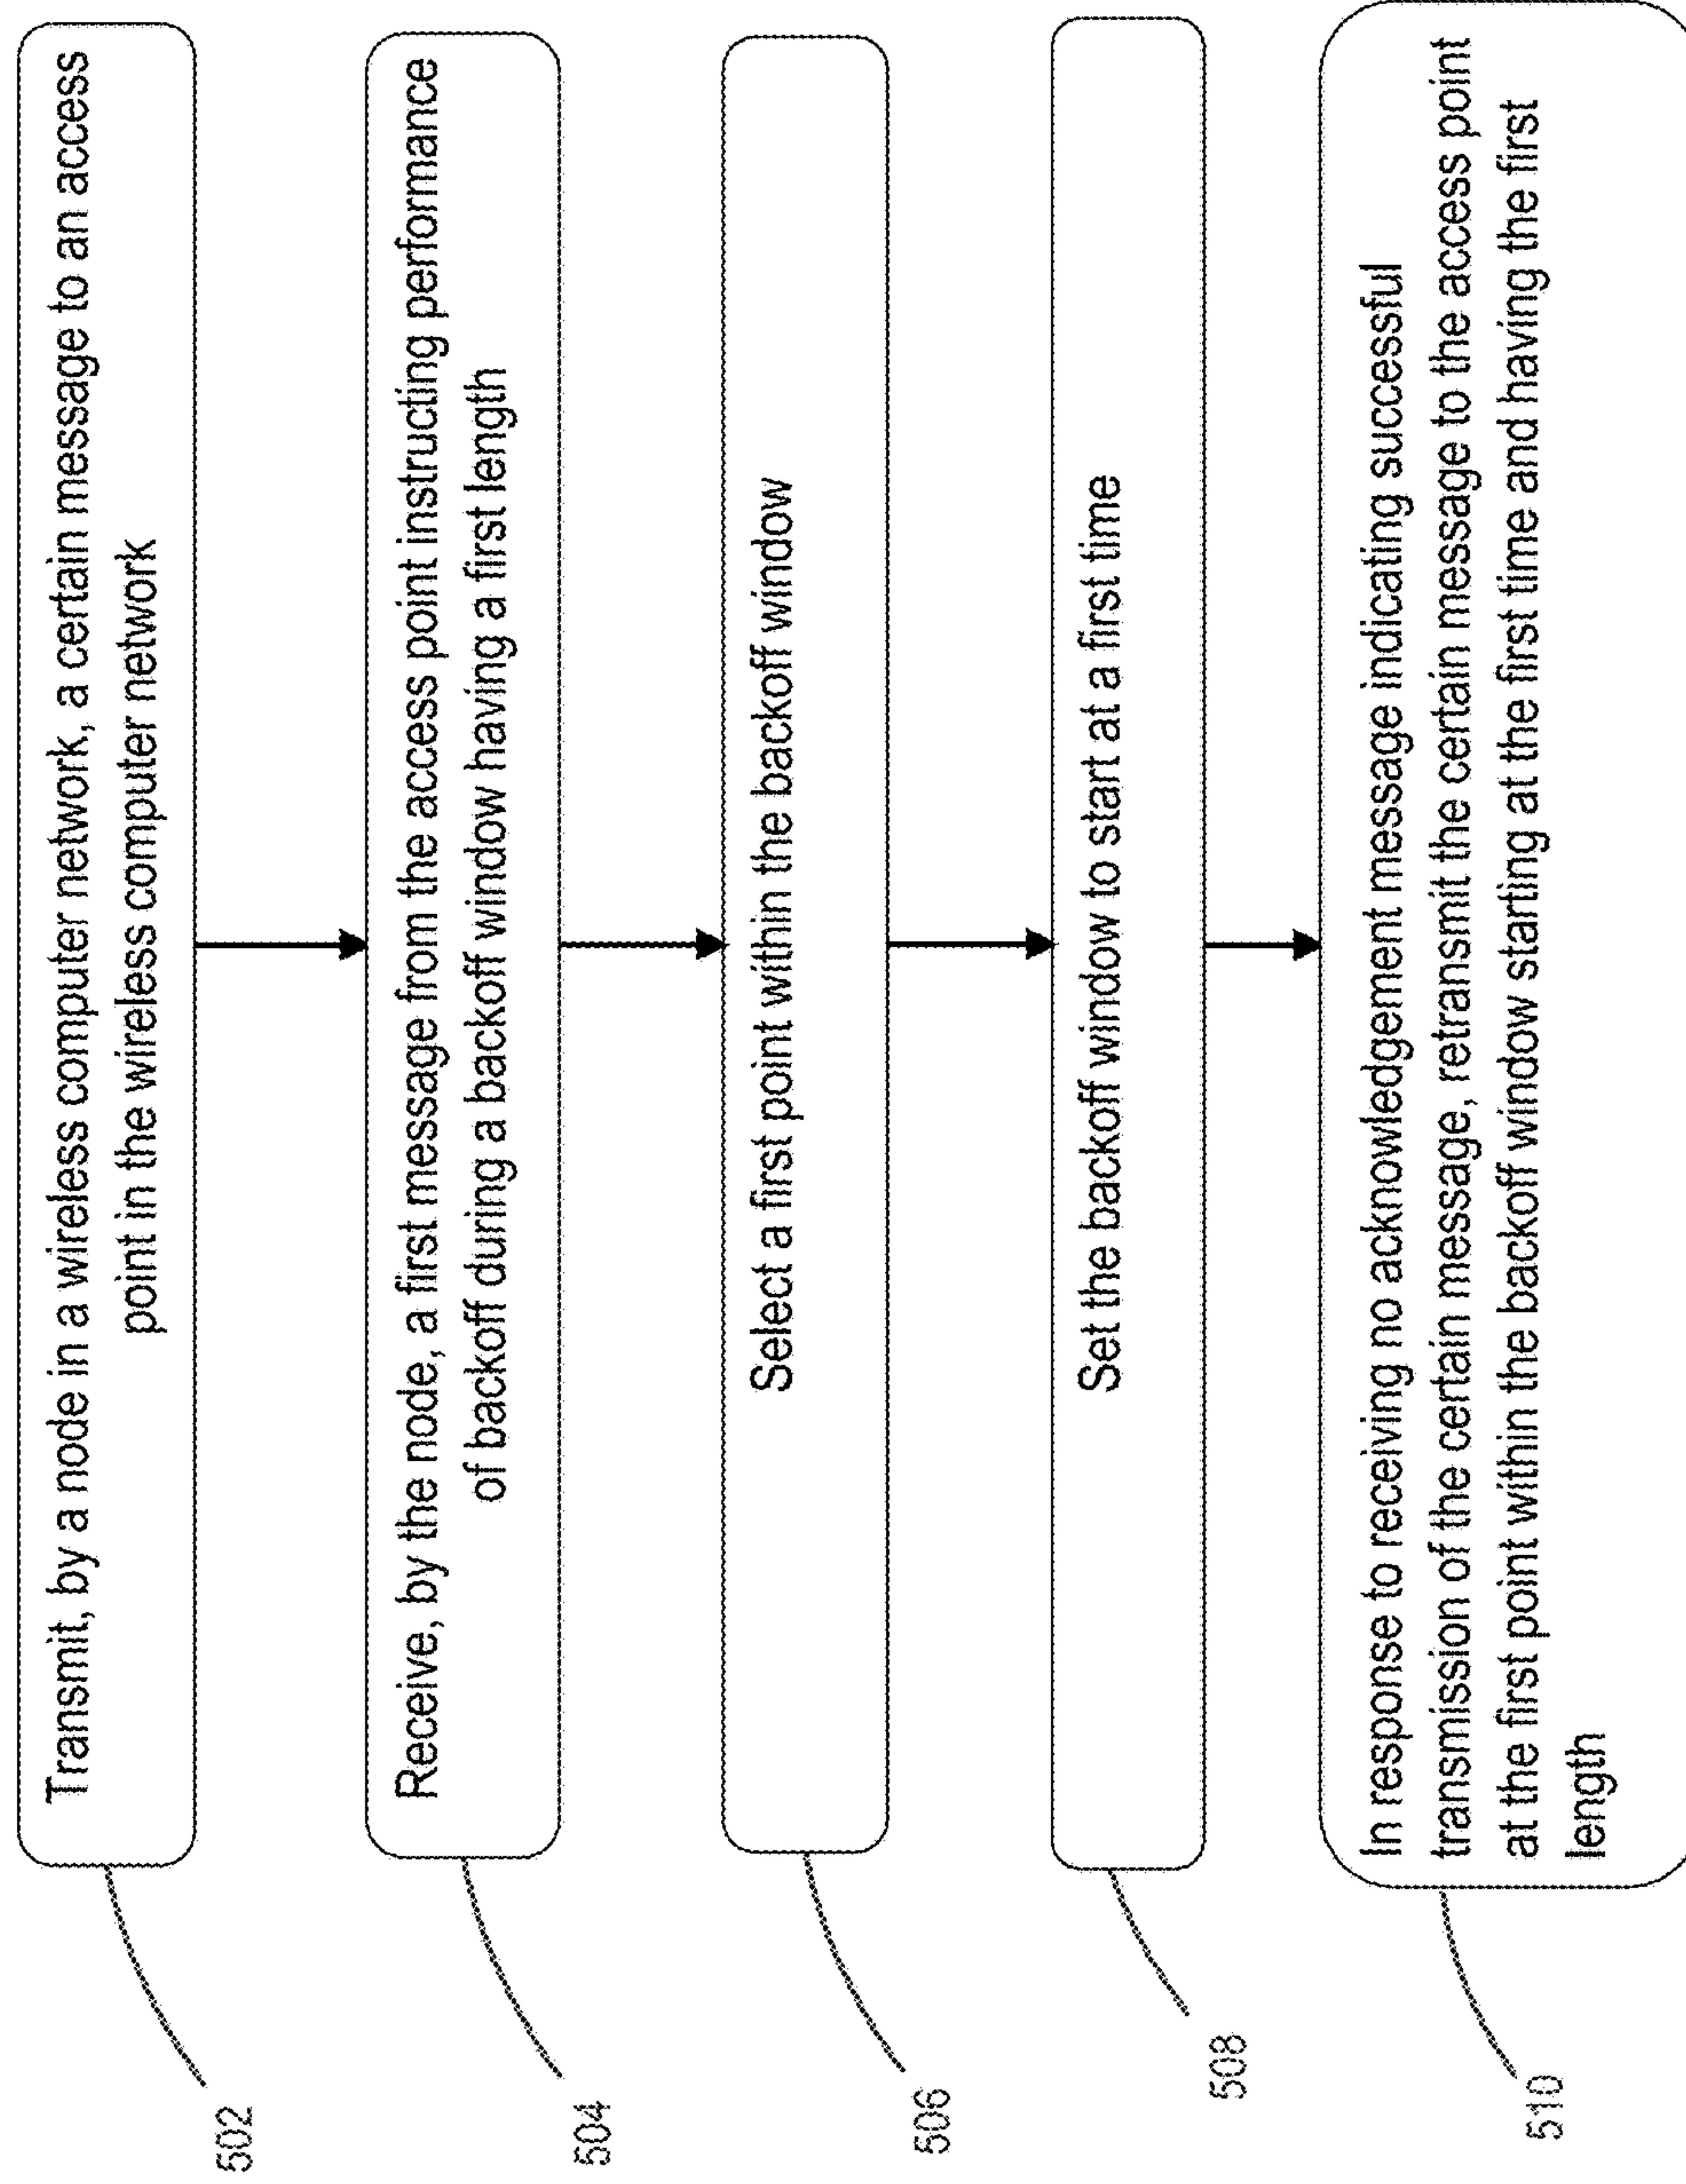 502
Transmit, by a node in a wireless computer network, a certain message to an access
point in the wireless computer network
504
Receive, by the node, a first message from the access point instructing performance
of backoff during a backoff window having a first length
506
Select a first point within the backoff window
508
Set the backoff window to start at a first time
510
In response to receiving no acknowledgement message indicating successful
transmission of the certain message, retransmit the certain message to the access point
at the first point within the backoff window starting at the first time and having the first
length